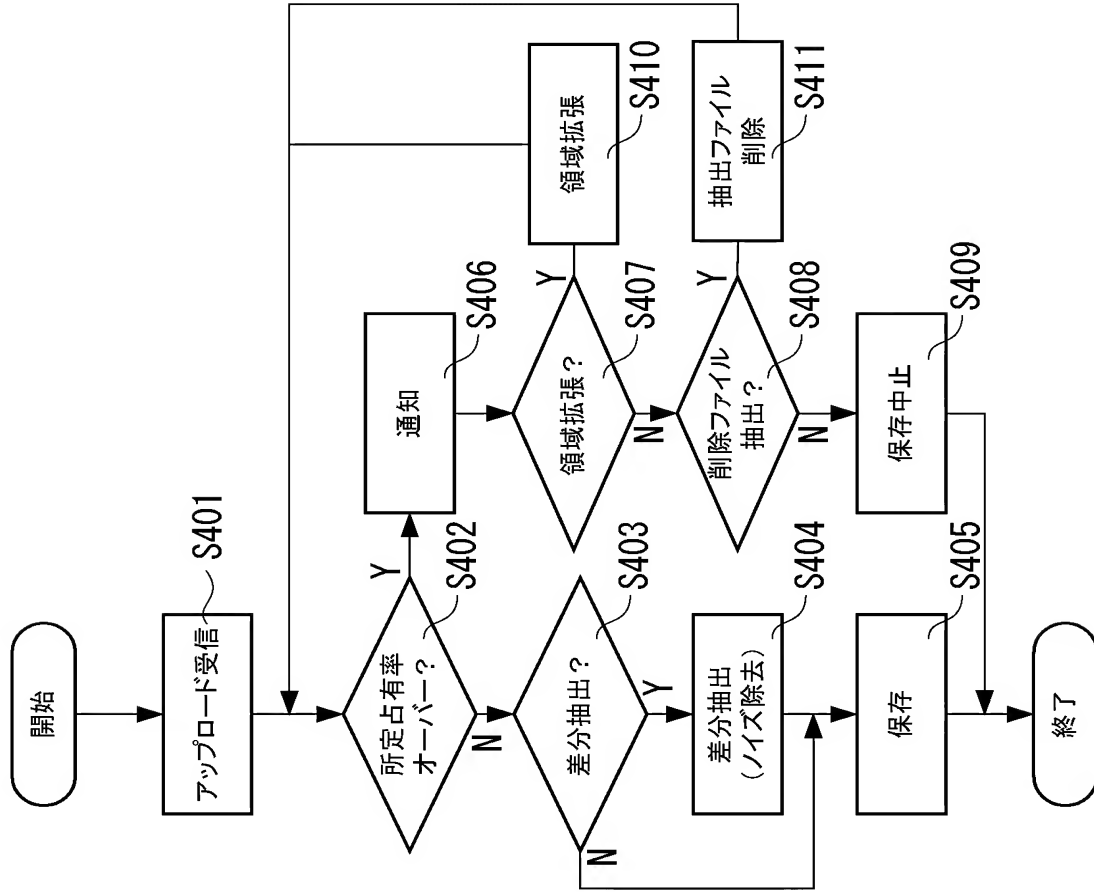 開始
アップロード受信
S401
所定占有率
オーバー？
S402
Y
N
通知
S406
差分抽出？
S403
Y
N
領域拡張？
S407
Y
N
領域拡張
S410
差分抽出
（ノイズ除去）
S404
削除ファイル
抽出？
S408
Y
N
抽出ファイル
削除
S411
保存
S405
保存中止
S409
終了